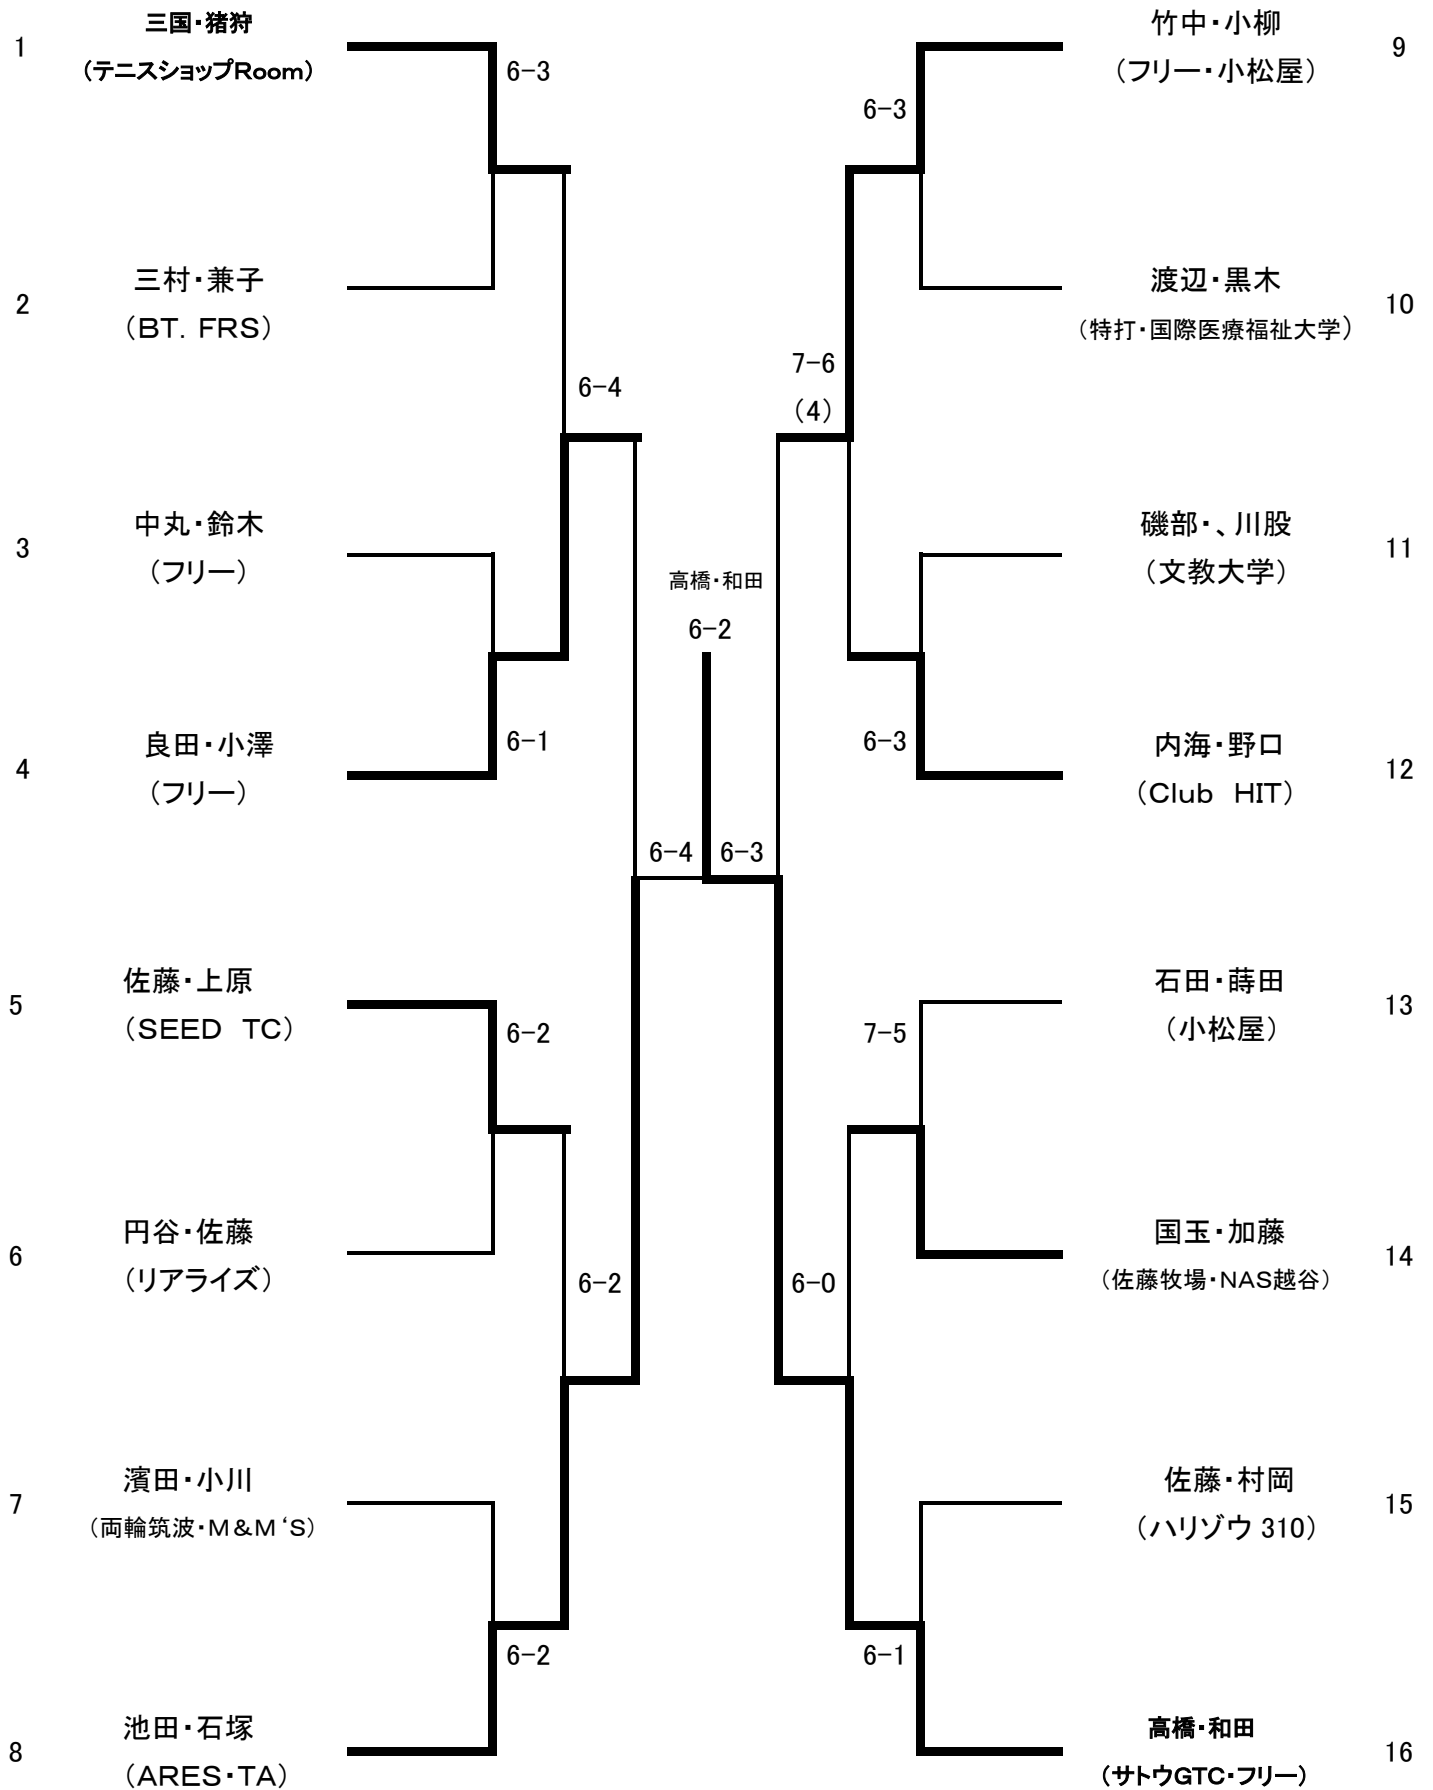 1
三国・猪狩
(テニスショップRoom)
6-3
2
三村・兼子
(BT. FRS)
6-4
3
中丸・鈴木
(フリー)
4
良田・小澤
(フリー)
6-1
5
佐藤・上原
(SEED TC)
6-2
6
円谷・佐藤
(リアライズ)
6-2
7
濱田・小川
(両輪筑波・M&M‘S)
6-2
8
池田・石塚
(ARES・TA)
高橋・和田
6-2
6-4
6-3
竹中・小柳
(フリー・小松屋)
9
6-3
渡辺・黒木
(特打・国際医療福祉大学)
10
7-6
(4)
磯部・、川股
(文教大学)
11
内海・野口
(Club HIT)
12
6-3
石田・蒔田
(小松屋)
13
7-5
国玉・加藤
(佐藤牧場・NAS越谷)
14
6-0
佐藤・村岡
(ハリゾウ 310)
15
6-1
高橋・和田
(サトウGTC・フリー)
16